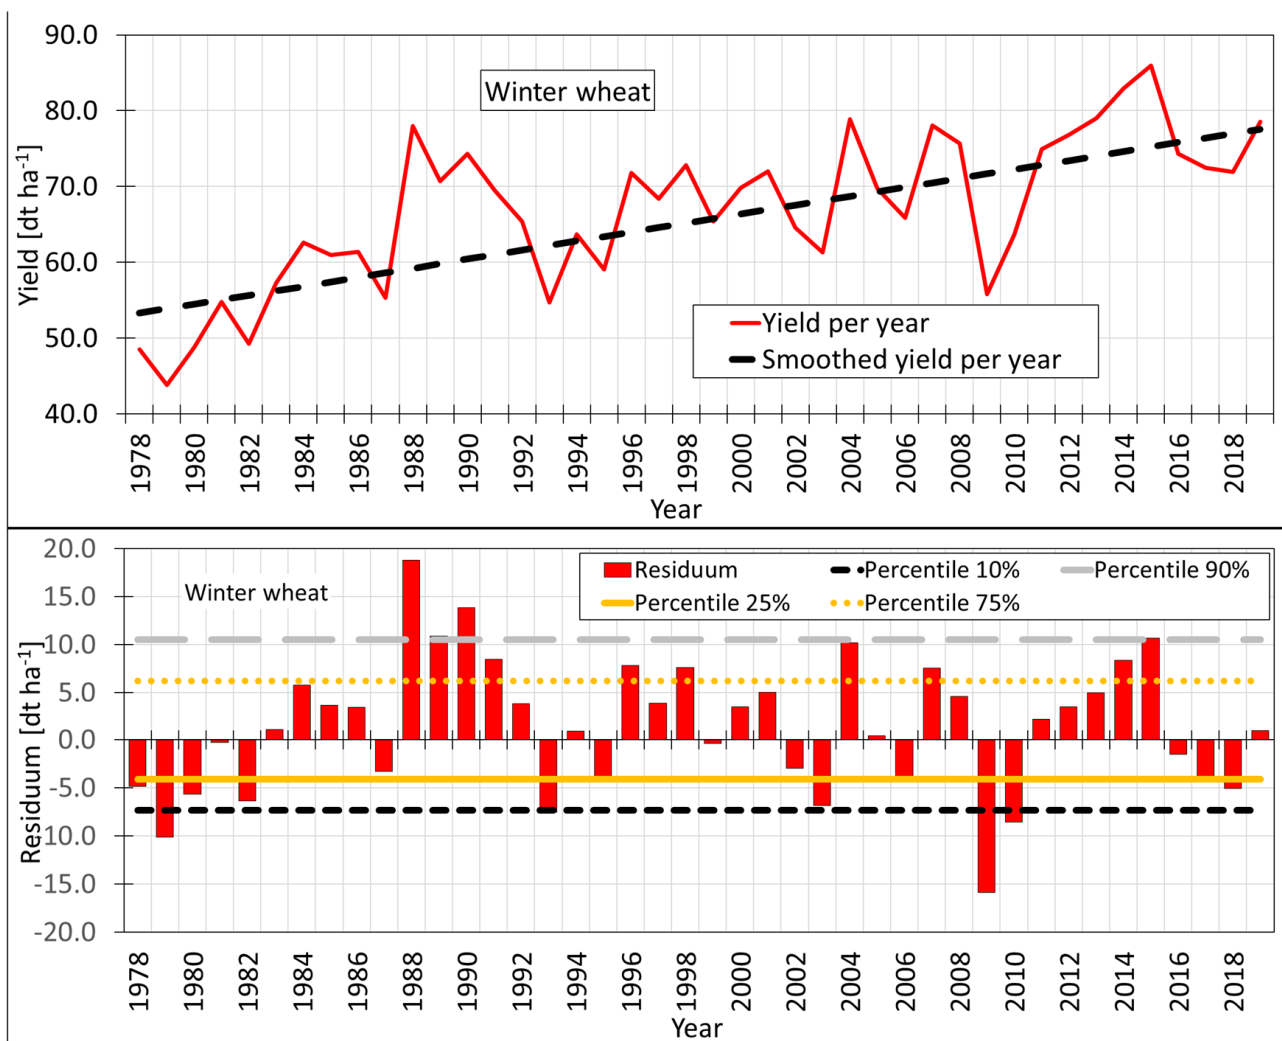 90.0
80.0
70.0
60.0
50.0
40.0
Yield [dt ha⁻¹]
Winter wheat
Yield per year
Smoothed yield per year
1978 1980 1982 1984 1986 1988 1990 1992 1994 1996 1998 2000 2002 2004 2006 2008 2010 2012 2014 2016 2018
Year
20.0
15.0
10.0
5.0
0.0
-5.0
-10.0
-15.0
-20.0
Residuum [dt ha⁻¹]
Winter wheat
Residuum Percentile 10% Percentile 90%
Percentile 25% Percentile 75%
1978 1980 1982 1984 1986 1988 1990 1992 1994 1996 1998 2000 2002 2004 2006 2008 2010 2012 2014 2016 2018
Year